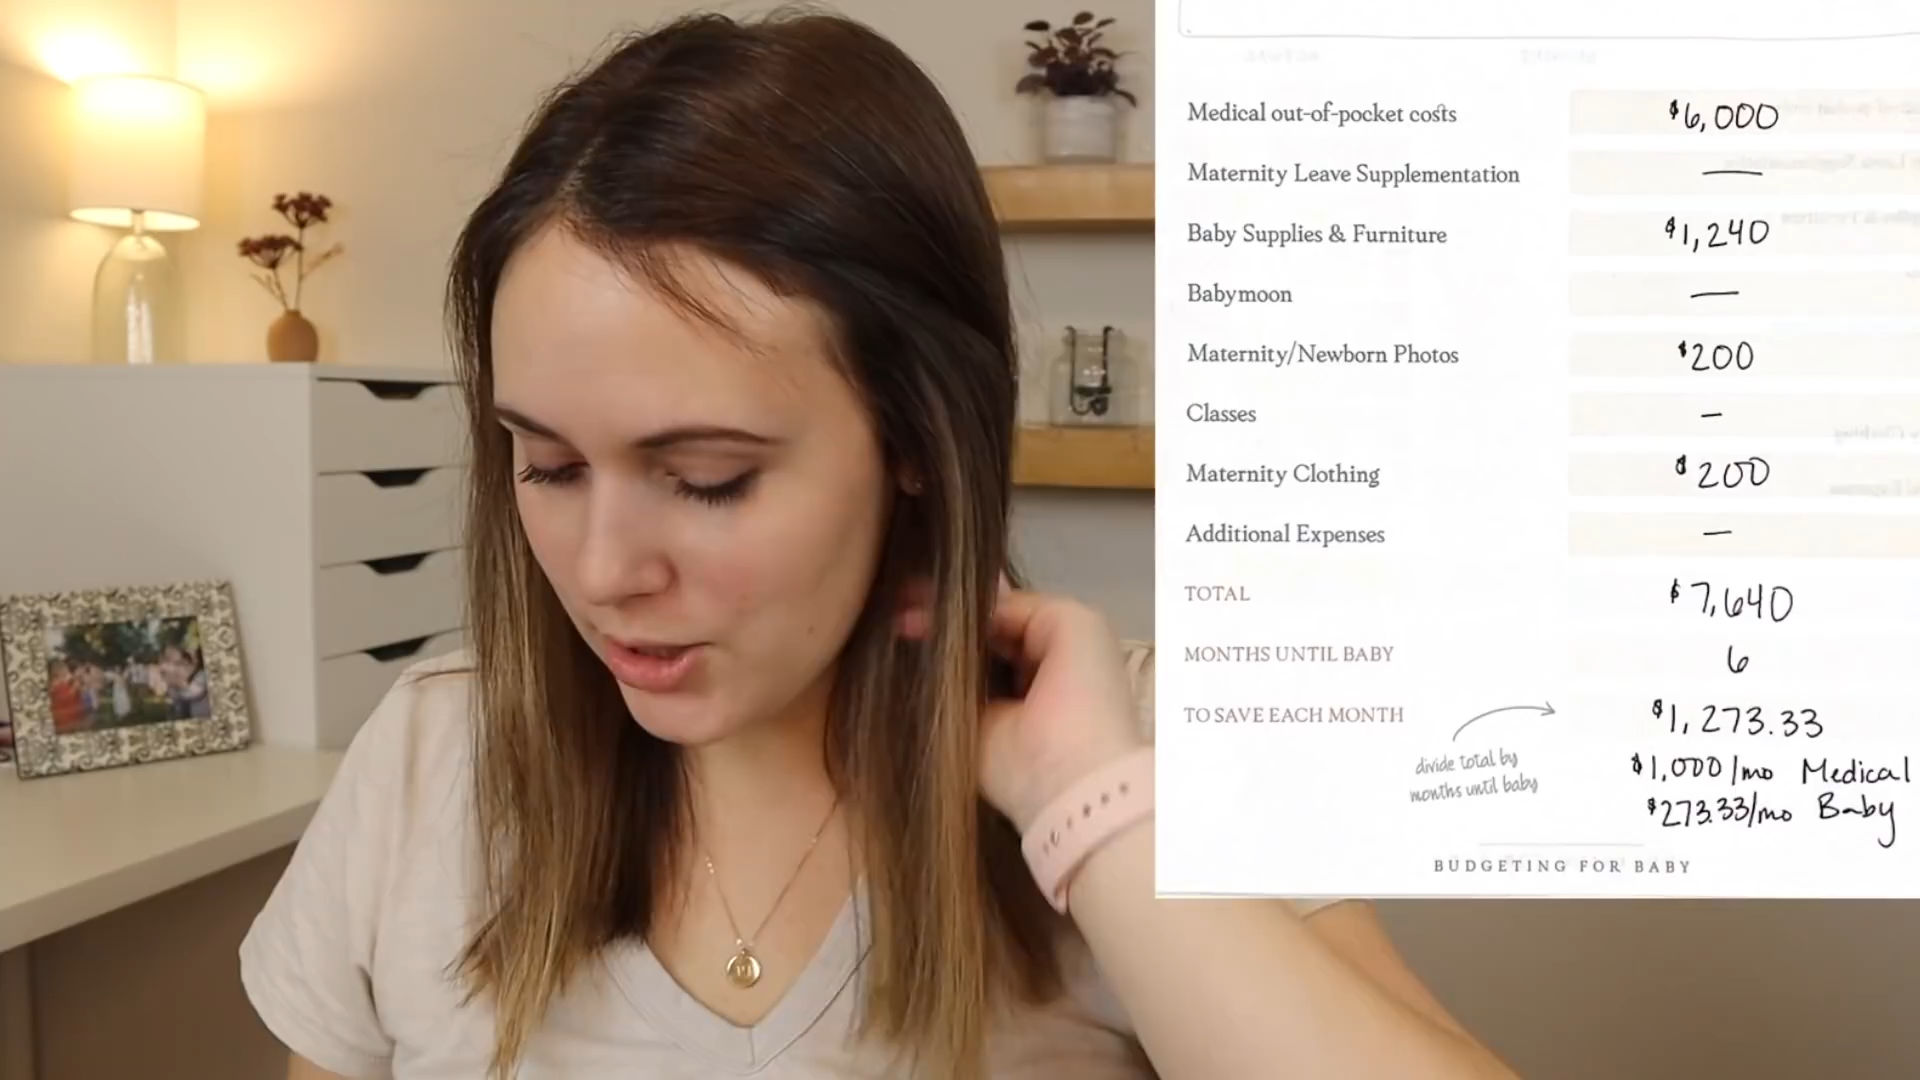 Medical out-of-pocket costs $6,000
Maternity Leave Supplementation —
Baby Supplies & Furniture $1,240
Babymoon —
Maternity/Newborn Photos $200
Classes —
Maternity Clothing $200
Additional Expenses —
TOTAL $7,640
MONTHS UNTIL BABY 6
TO SAVE EACH MONTH $1,273.33
divide total by
months until baby
$1,000/mo Medical
$273.33/mo Baby
BUDGETING FOR BABY